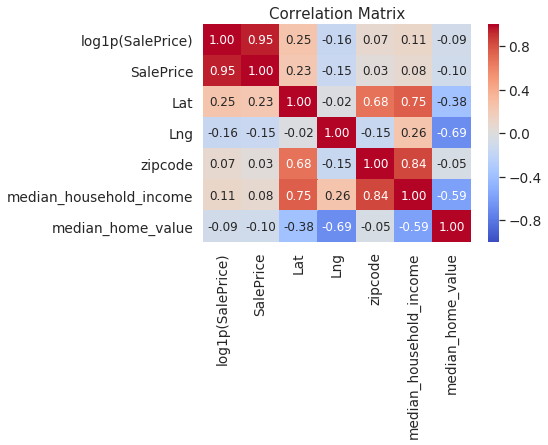 Correlation Matrix
log1p(SalePrice) 1.00 0.95 0.25 -0.16 0.07 0.11 -0.09
SalePrice 0.95 1.00 0.23 -0.15 0.03 0.08 -0.10
Lat 0.25 0.23 1.00 -0.02 0.68 0.75 -0.38
Lng -0.16 -0.15 -0.02 1.00 -0.15 0.26 -0.69
zipcode 0.07 0.03 0.68 -0.15 1.00 0.84 -0.05
median_household_income 0.11 0.08 0.75 0.26 0.84 1.00 -0.59
median_home_value -0.09 -0.10 -0.38 -0.69 -0.05 -0.59 1.00
log1p(SalePrice)
SalePrice
Lat
Lng
zipcode
median_household_income
median_home_value
0.8
0.4
0.0
−0.4
−0.8